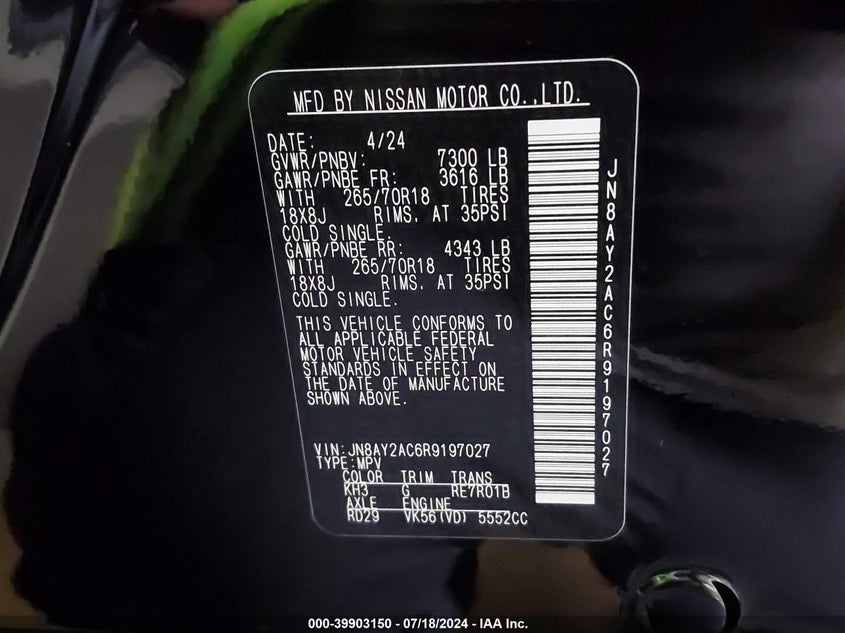 MFD BY NISSAN MOTOR CO.,LTD.
DATE: 4/24
GVWR/PNBV: 7300 LB
GAWR/PNBE FR: 3616 LB
WITH 265/70R18 TIRES
18X8J RIMS. AT 35PSI
COLD SINGLE.
GAWR/PNBE RR: 4343 LB
WITH 265/70R18 TIRES
18X8J RIMS. AT 35PSI
COLD SINGLE.
THIS VEHICLE CONFORMS TO
ALL APPLICABLE FEDERAL
MOTOR VEHICLE SAFETY
STANDARDS IN EFFECT ON
THE DATE OF MANUFACTURE
SHOWN ABOVE.
VIN:JN8AY2AC6R9197027
TYPE:MPV
COLOR TRIM TRANS
KH3 G RE7R01B
AXLE ENGINE
RD29 VK56(VD) 5552CC
JN8AY2AC6R9197027
000-39903150 - 07/18/2024 - IAA Inc.